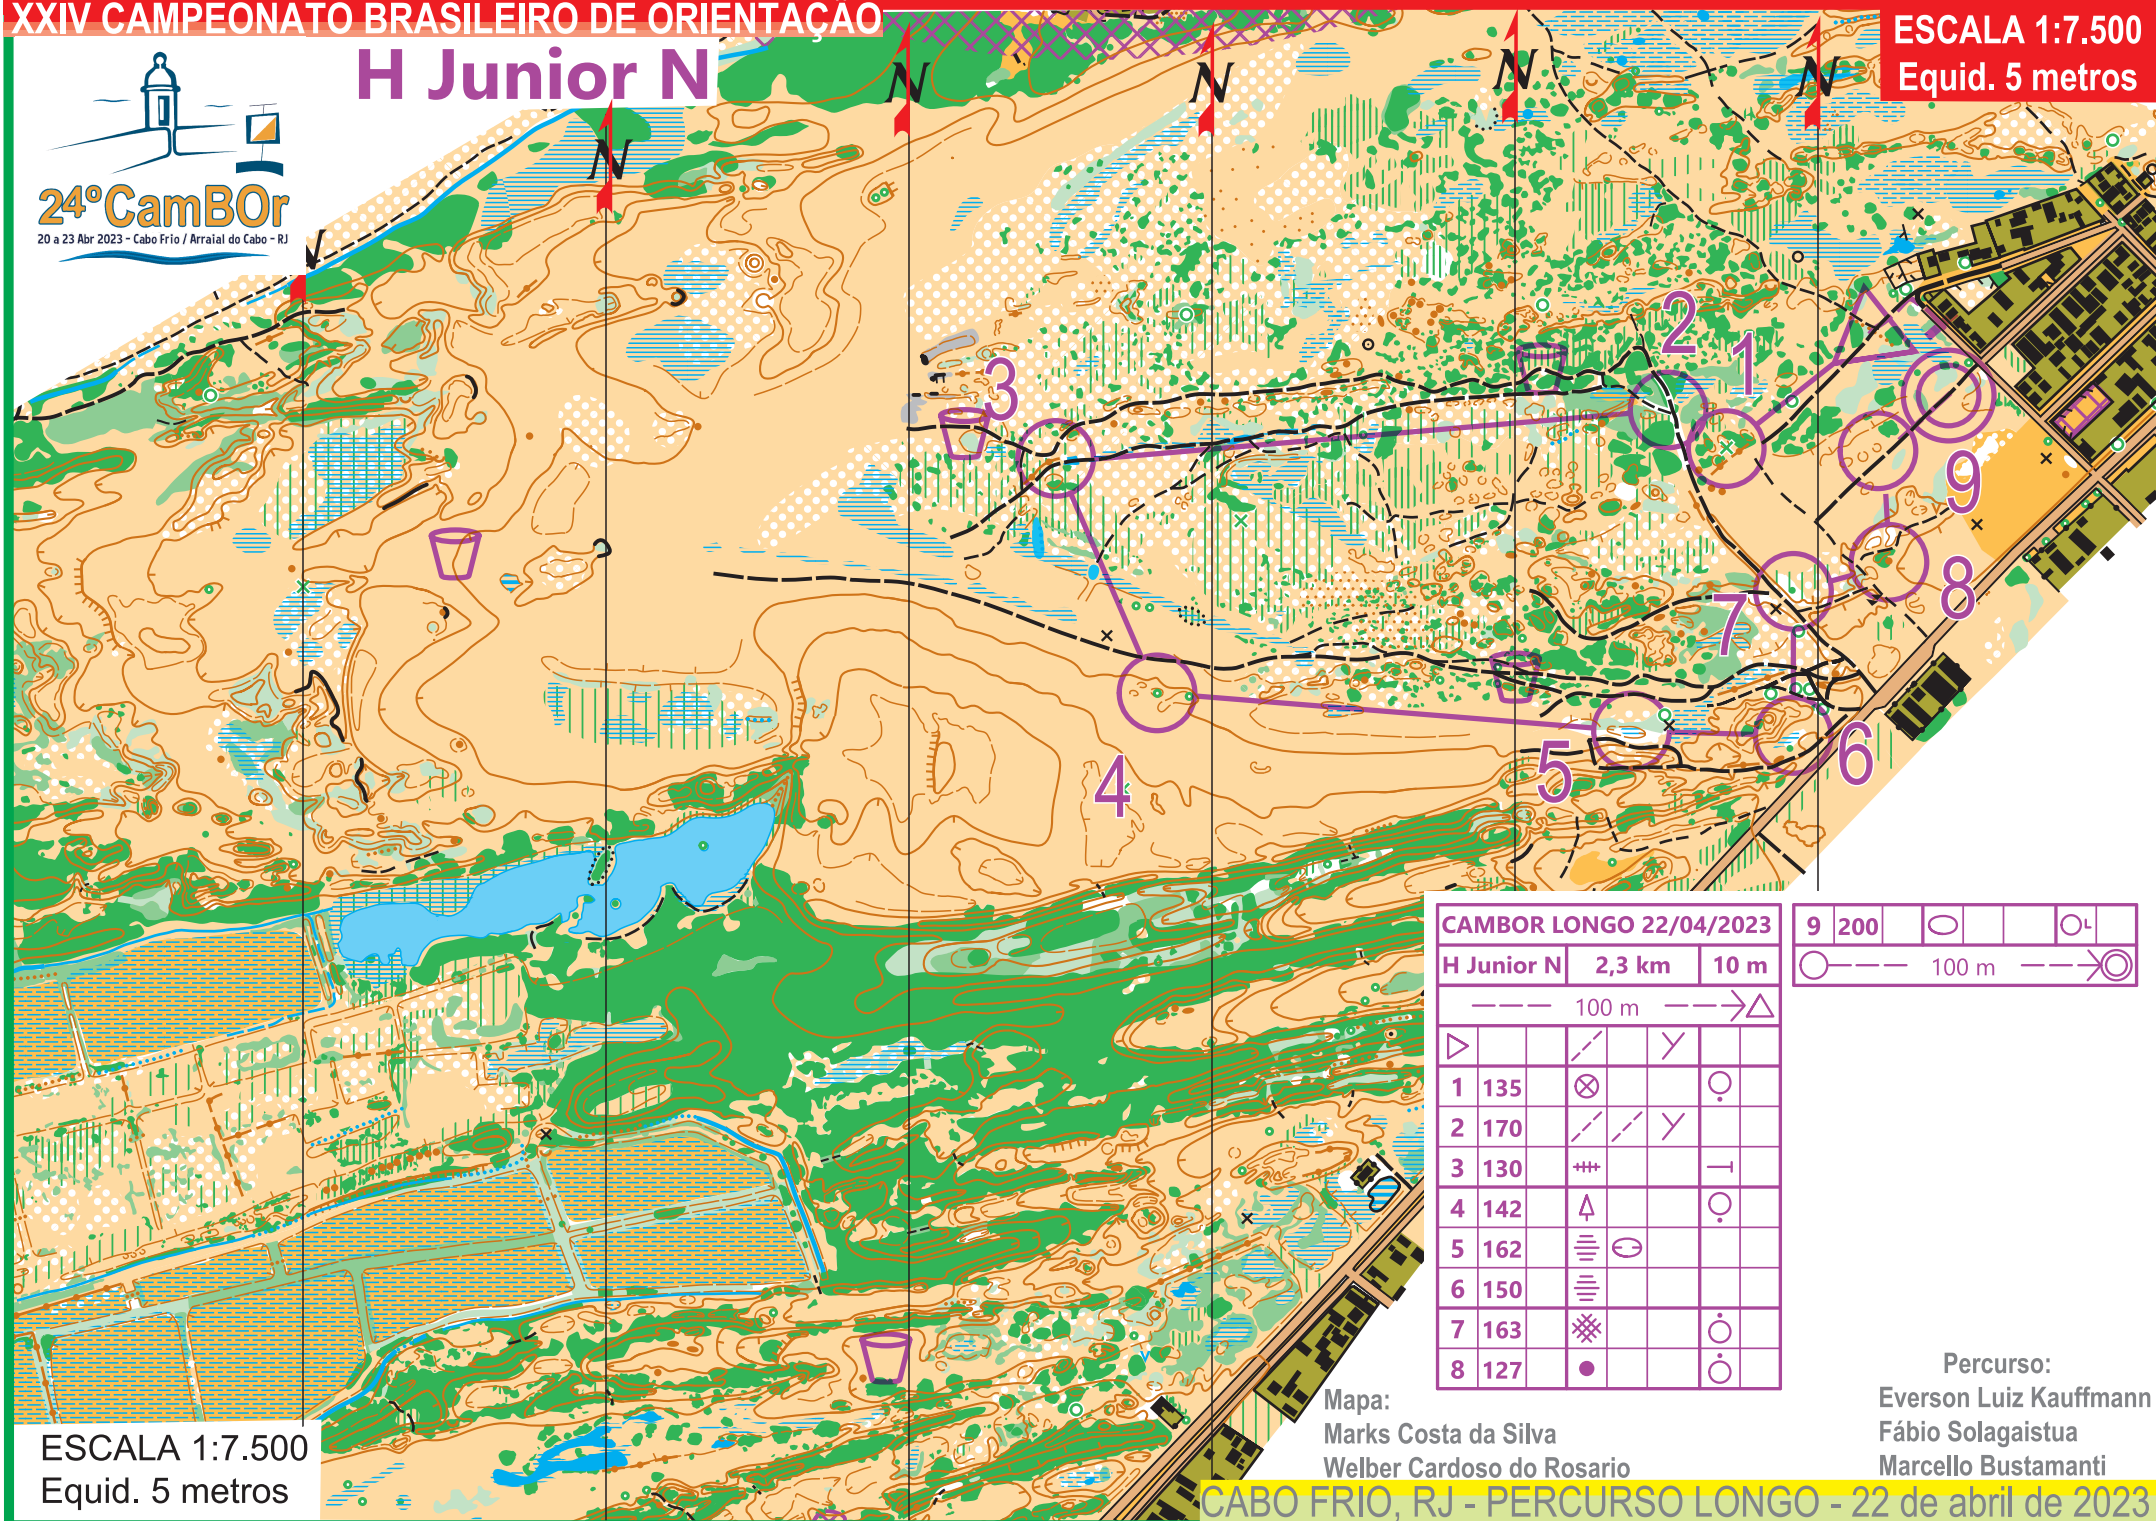 XXIV CAMPEONATO BRASILEIRO DE ORIENTAÇÃO
H Junior N
ESCALA 1:7.500
Equid. 5 metros
24º CamBOr
20 a 23 Abr 2023 - Cabo Frio / Arraial do Cabo - RJ
N
N
N
N
N
N
1
2
3
4
5
6
7
8
9
CAMBOR LONGO 22/04/2023
H Junior N 2,3 km 10 m
100 m
1 135
2 170
3 130
4 142
5 162
6 150
7 163
8 127
9 200
100 m
Mapa:
Marks Costa da Silva
Welber Cardoso do Rosario
Percurso:
Everson Luiz Kauffmann
Fábio Solagaistua
Marcello Bustamanti
ESCALA 1:7.500
Equid. 5 metros
CABO FRIO, RJ - PERCURSO LONGO - 22 de abril de 2023